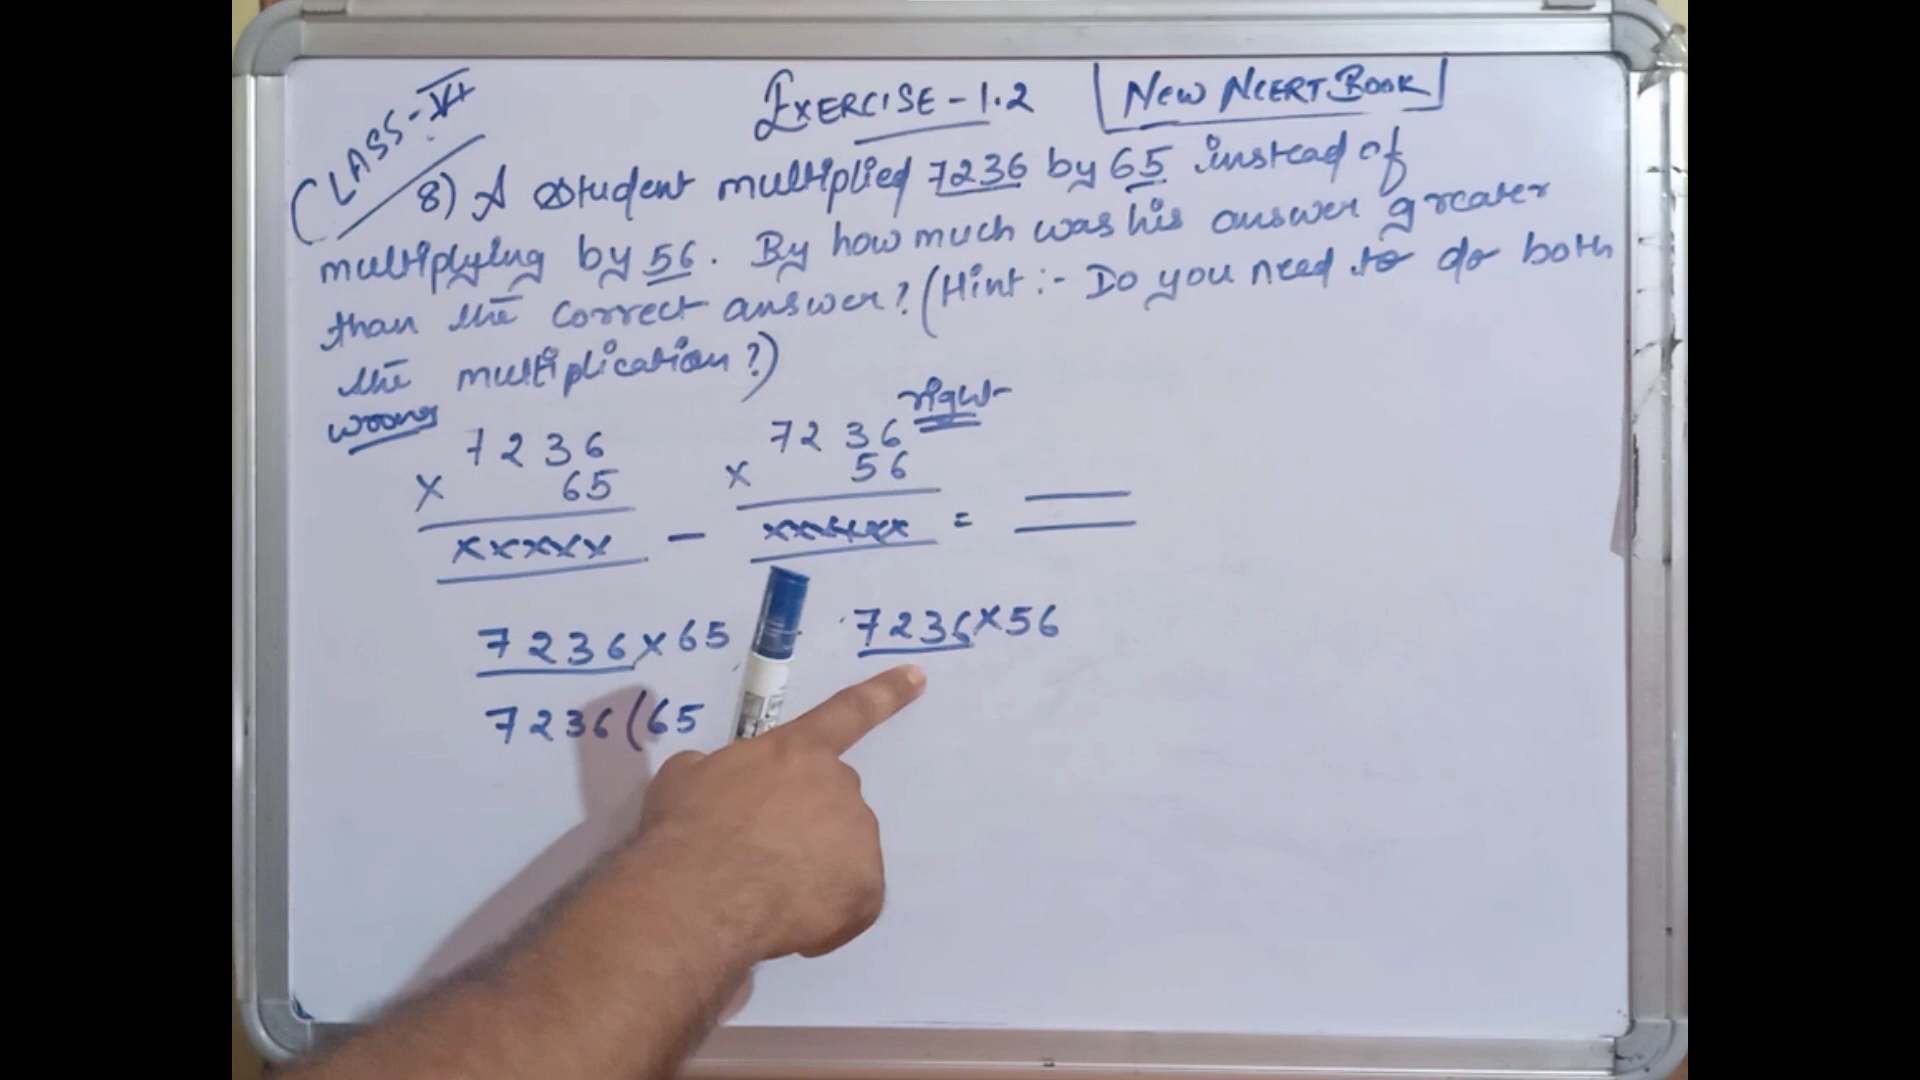 CLASS-VI
EXERCISE-1.2 [NEW NCERT BOOK]
8) A student multiplied 7236 by 65 instead of
multiplying by 56. By how much was his answer greater
than the correct answer? (Hint:- Do you need to do both
the multiplication?)
wrong right
7236 7236
× 65 × 56
××××× - ×××××× =
7236×65 7236×56
7236(65